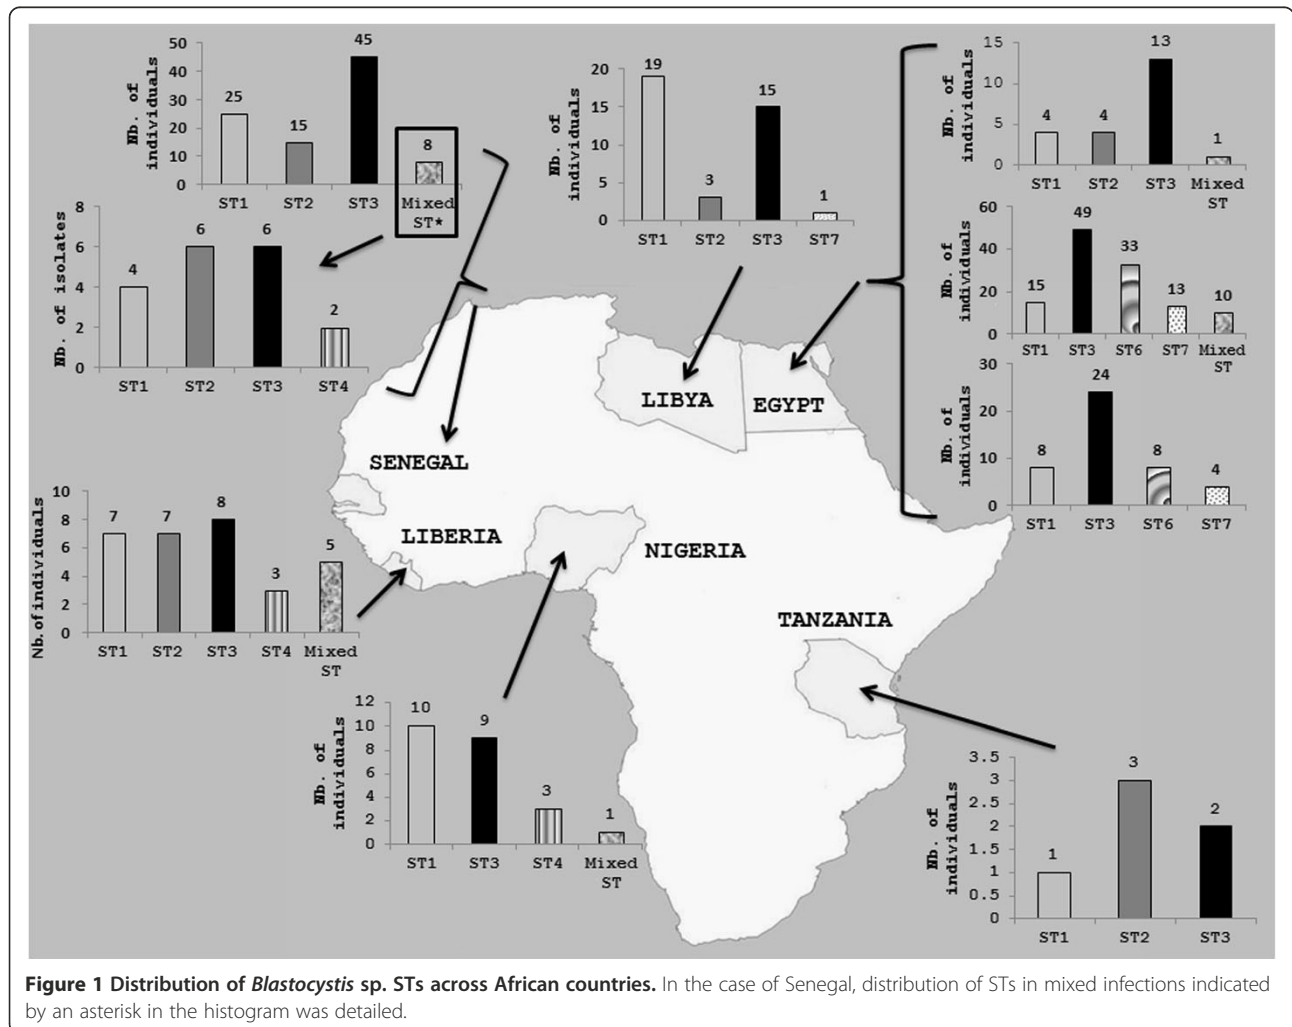 Nb. of
individuals
50
40
30
20
10
0
25
15
45
8
ST1
ST2
ST3
Mixed
ST*
Nb. of isolates
8
6
4
2
0
4
6
6
2
ST1
ST2
ST3
ST4
Nb. of
individuals
20
15
10
5
0
19
3
15
1
ST1
ST2
ST3
ST7
Nb. of
individuals
15
10
5
0
4
4
13
1
ST1
ST2
ST3
Mixed
ST
Nb. of
individuals
60
40
20
0
15
49
33
13
10
ST1
ST3
ST6
ST7
Mixed
ST
Nb. of
individuals
30
20
10
0
8
24
8
4
ST1
ST3
ST6
ST7
LIBYA
EGYPT
SENEGAL
LIBERIA
NIGERIA
TANZANIA
Nb. of individuals
10
8
6
4
2
0
7
7
8
3
5
ST1
ST2
ST3
ST4
Mixed
ST
Nb. of
individuals
12
10
8
6
4
2
0
10
9
3
1
ST1
ST3
ST4
Mixed
ST
Nb. of
individuals
3.5
3
2.5
2
1.5
1
0.5
0
1
3
2
ST1
ST2
ST3
Figure 1 Distribution of Blastocystis sp. STs across African countries. In the case of Senegal, distribution of STs in mixed infections indicated
by an asterisk in the histogram was detailed.